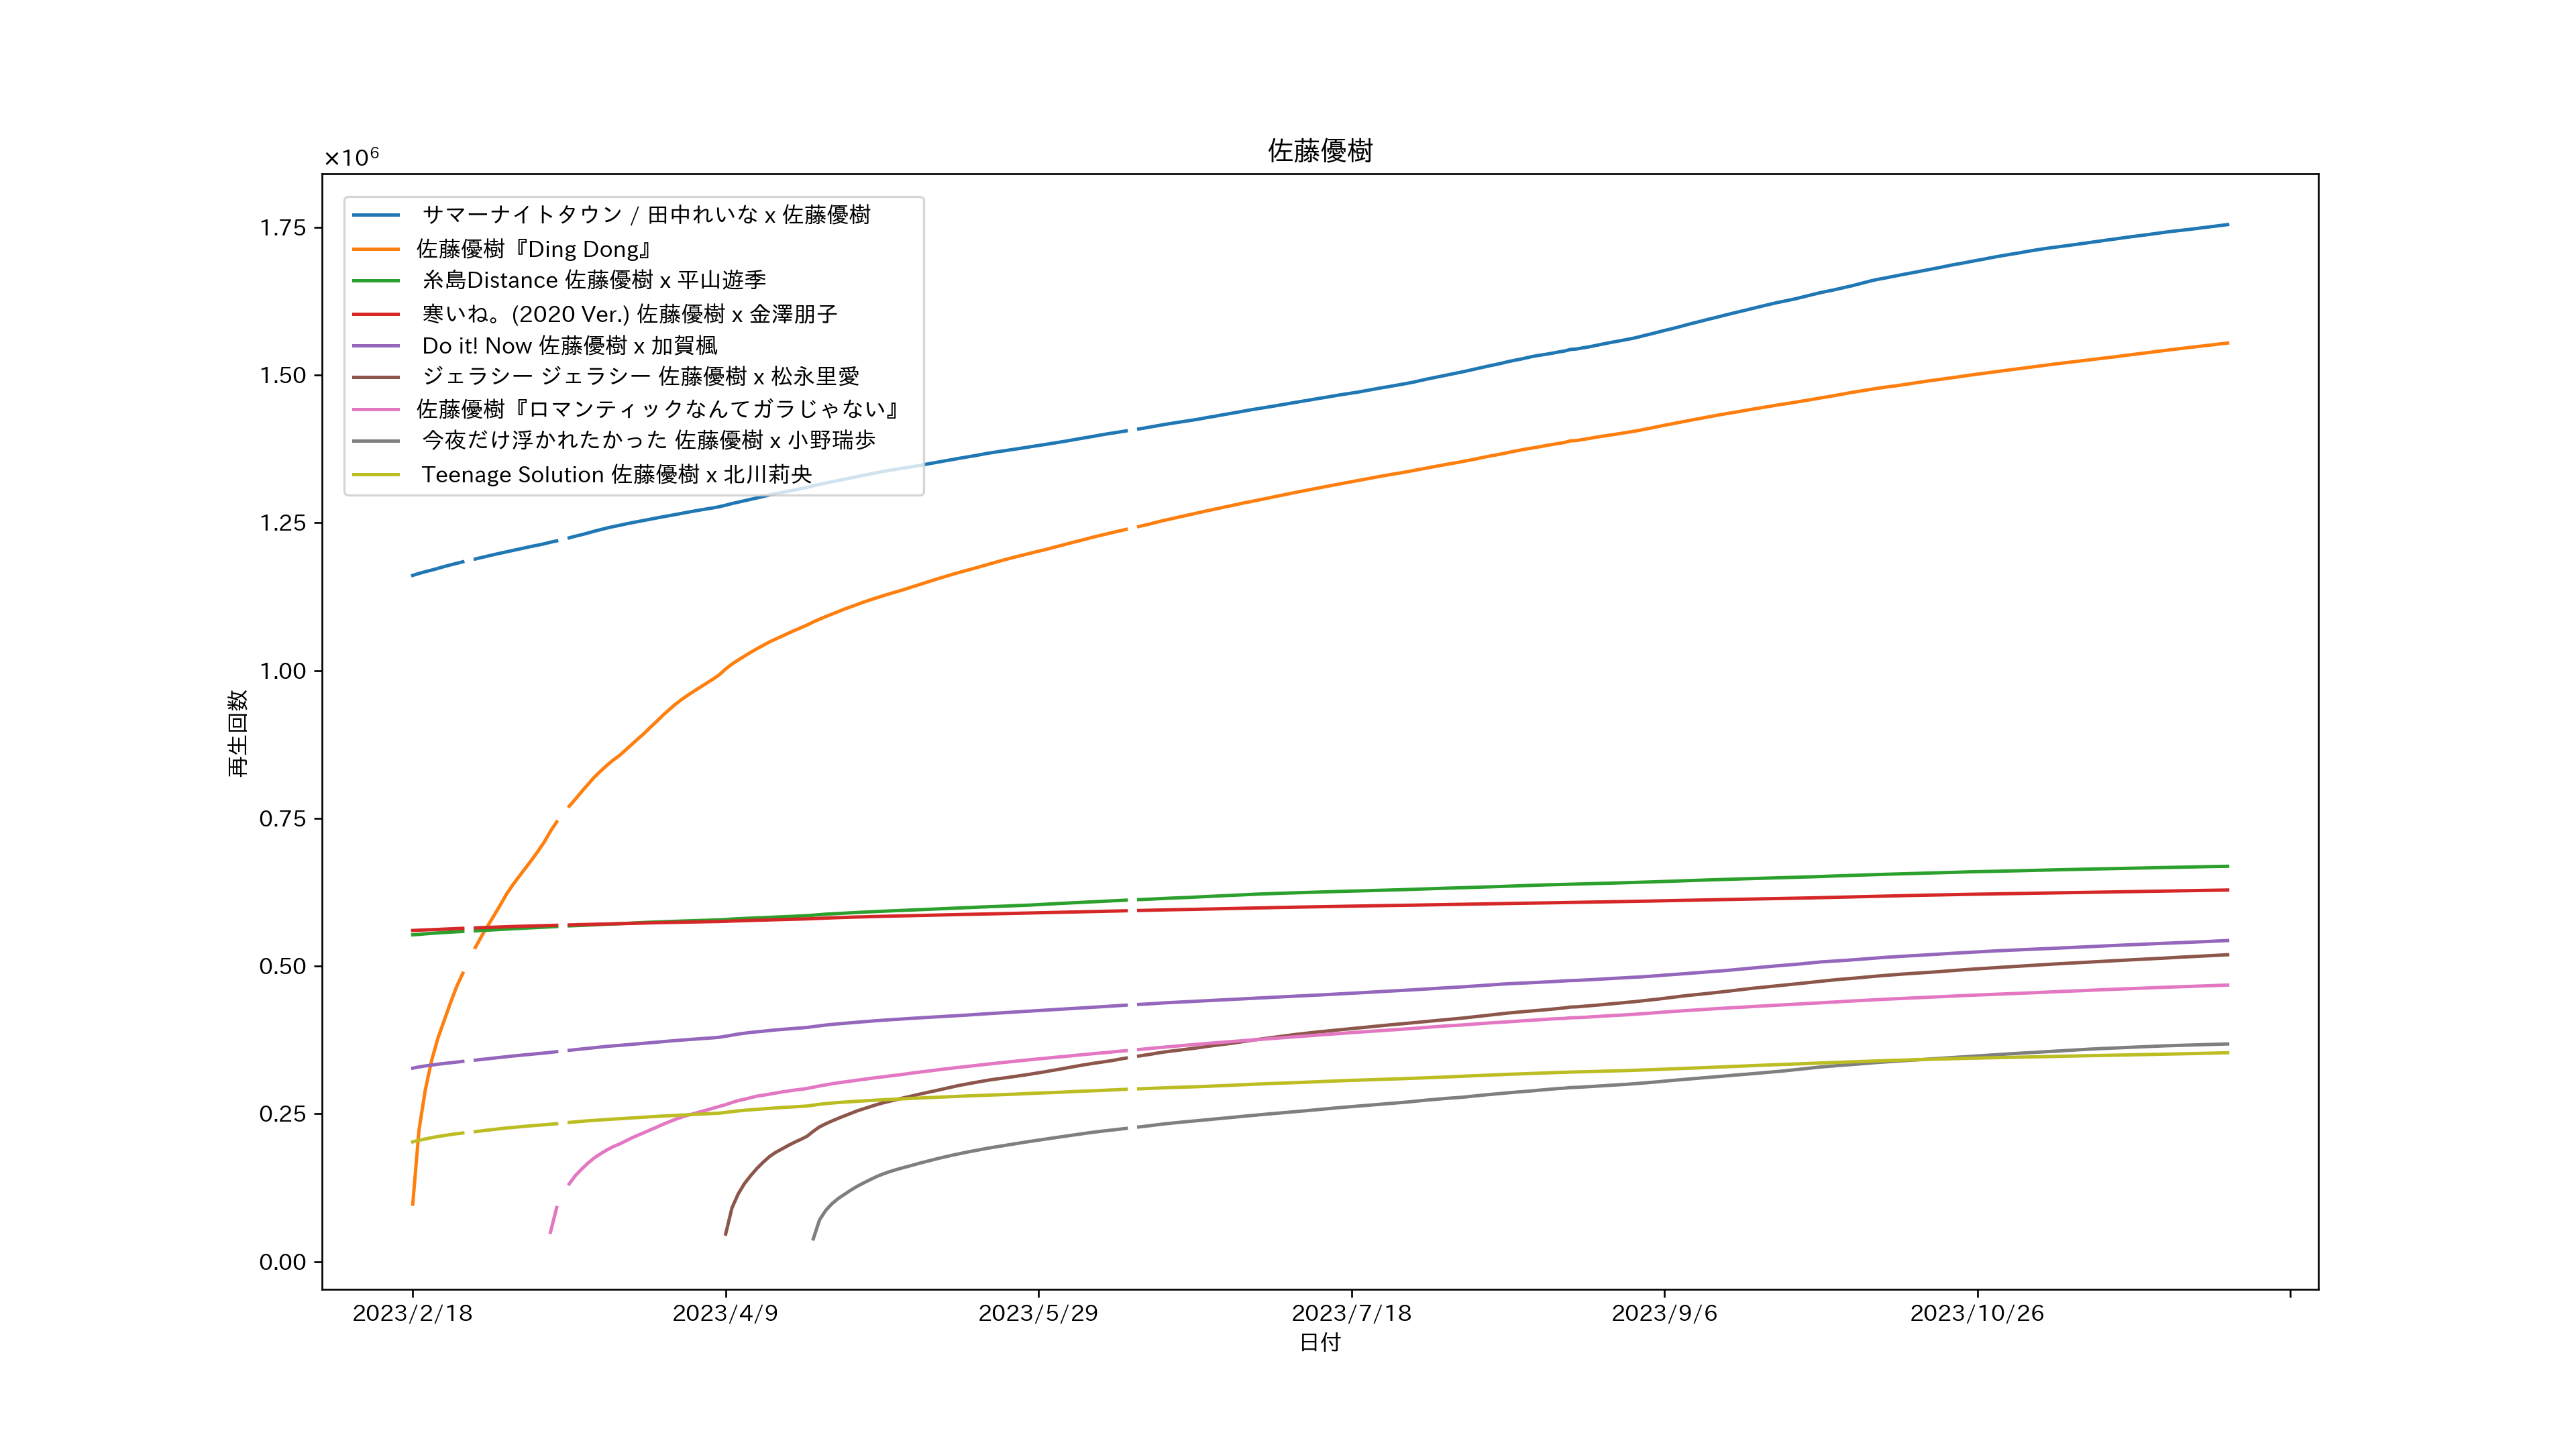 佐藤優樹
×10⁶
サマーナイトタウン / 田中れいな x 佐藤優樹
佐藤優樹『Ding Dong』
糸島Distance 佐藤優樹 x 平山遊季
寒いね。(2020 Ver.) 佐藤優樹 x 金澤朋子
Do it! Now 佐藤優樹 x 加賀楓
ジェラシー ジェラシー 佐藤優樹 x 松永里愛
佐藤優樹『ロマンティックなんてガラじゃない』
今夜だけ浮かれたかった 佐藤優樹 x 小野瑞歩
Teenage Solution 佐藤優樹 x 北川莉央
1.75
1.50
1.25
1.00
0.75
0.50
0.25
0.00
再生回数
2023/2/18 2023/4/9 2023/5/29 2023/7/18 2023/9/6 2023/10/26
日付